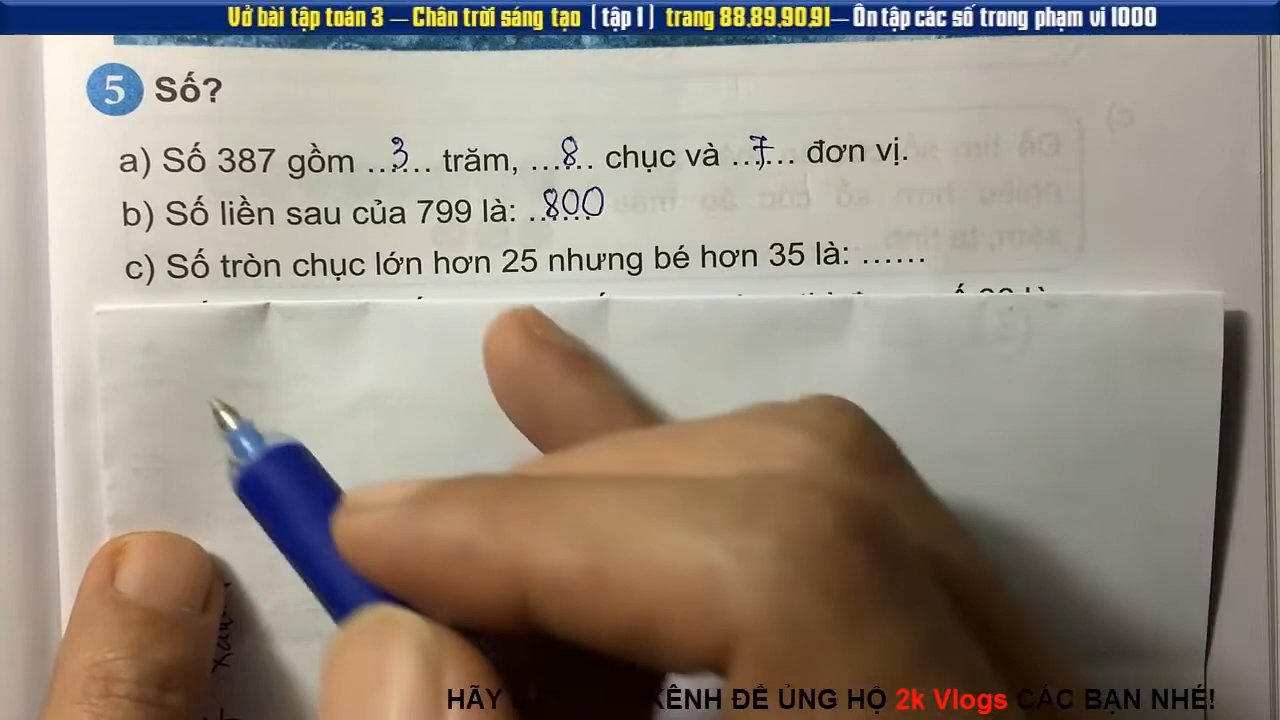 Vở bài tập toán 3 – Chân trời sáng tạo (tập 1) trang 88.89.90.91– Ôn tập các số trong phạm vi 1000
5 Số?
a) Số 387 gồm ..3... trăm, ...8.. chục và ..7... đơn vị.
b) Số liền sau của 799 là: ..800
c) Số tròn chục lớn hơn 25 nhưng bé hơn 35 là: ......
HÃY KÊNH ĐỂ ỦNG HỘ 2k Vlogs CÁC BẠN NHÉ!